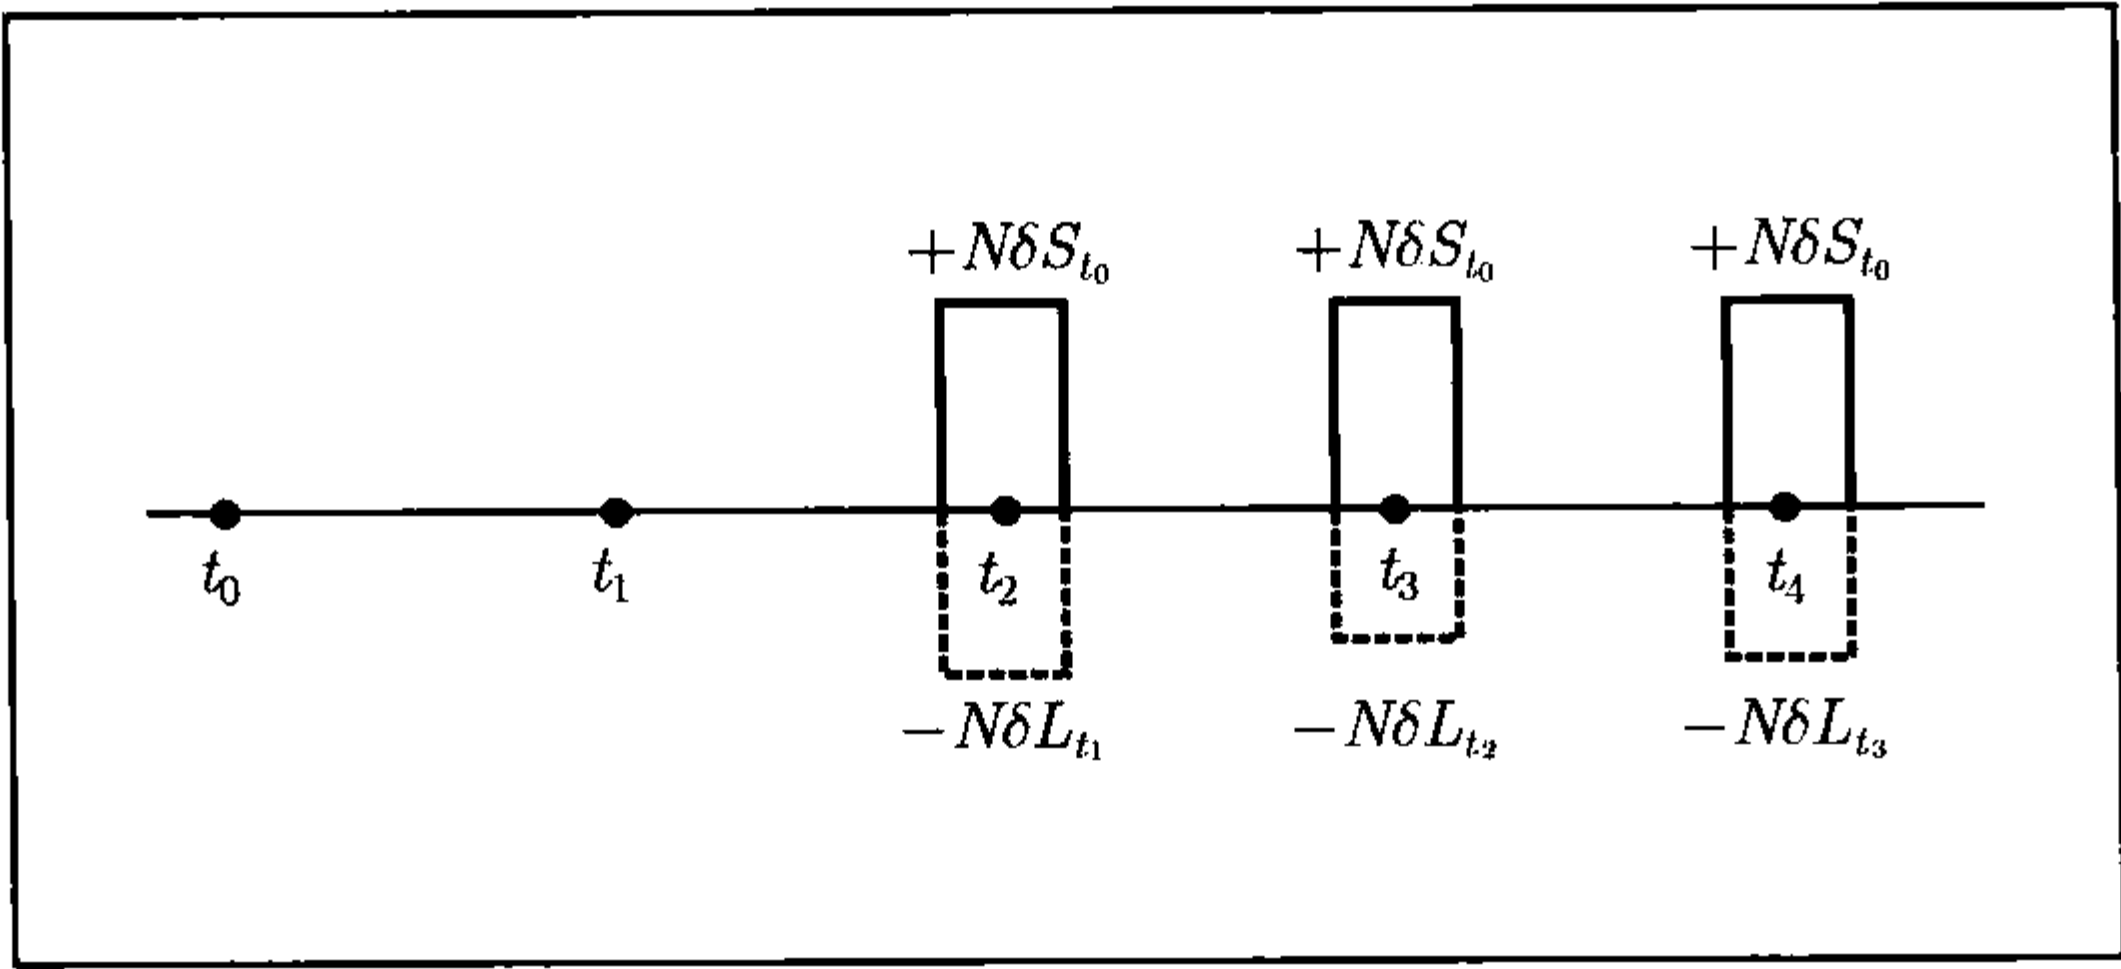 +NδS_{t_0} +NδS_{t_0} +NδS_{t_0}
t_0 t_1 t_2 t_3 t_4
−NδL_{t_1} −NδL_{t_2} −NδL_{t_3}